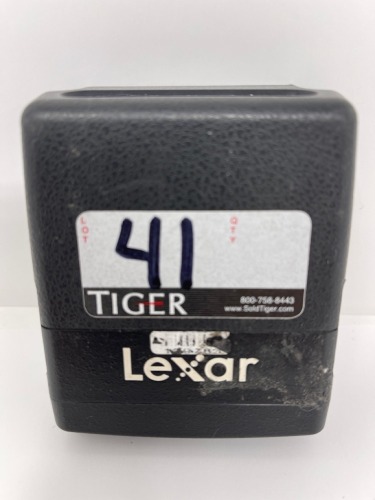 LOT
41
QTY
TIGER
800-758-8443
www.SoldTiger.com
Lexar